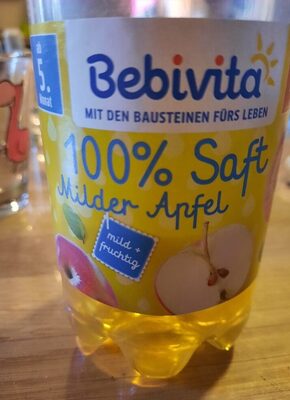 ab
5.
Monat
Bebivita
MIT DEN BAUSTEINEN FÜRS LEBEN
100% Saft
Milder Apfel
mild +
fruchtig